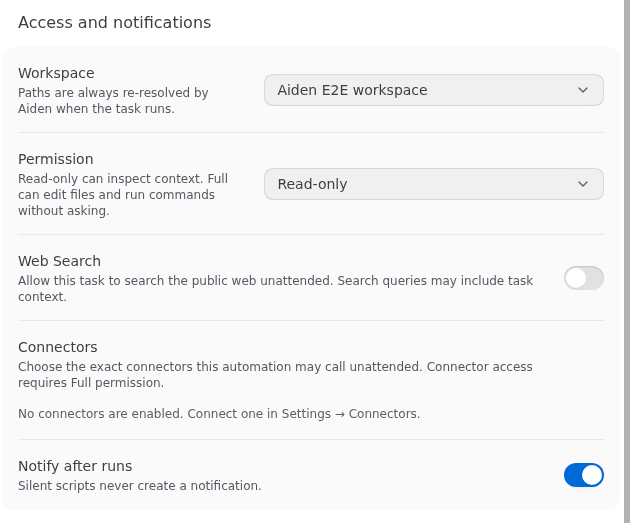 Access and notifications
Workspace
Paths are always re-resolved by
Aiden when the task runs.
Aiden E2E workspace
Permission
Read-only can inspect context. Full
can edit files and run commands
without asking.
Read-only
Web Search
Allow this task to search the public web unattended. Search queries may include task
context.
Connectors
Choose the exact connectors this automation may call unattended. Connector access
requires Full permission.
No connectors are enabled. Connect one in Settings → Connectors.
Notify after runs
Silent scripts never create a notification.